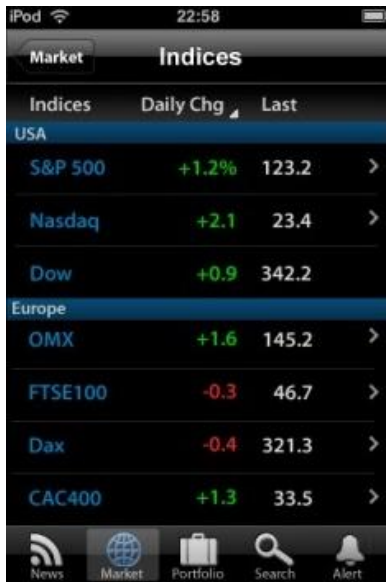 iPod 22:58
Market Indices
Indices Daily Chg Last
USA
S&P 500 +1.2% 123.2
Nasdaq +2.1 23.4
Dow +0.9 342.2
Europe
OMX +1.6 145.2
FTSE100 -0.3 46.7
Dax -0.4 321.3
CAC400 +1.3 33.5
News Market Portfolio Search Alert